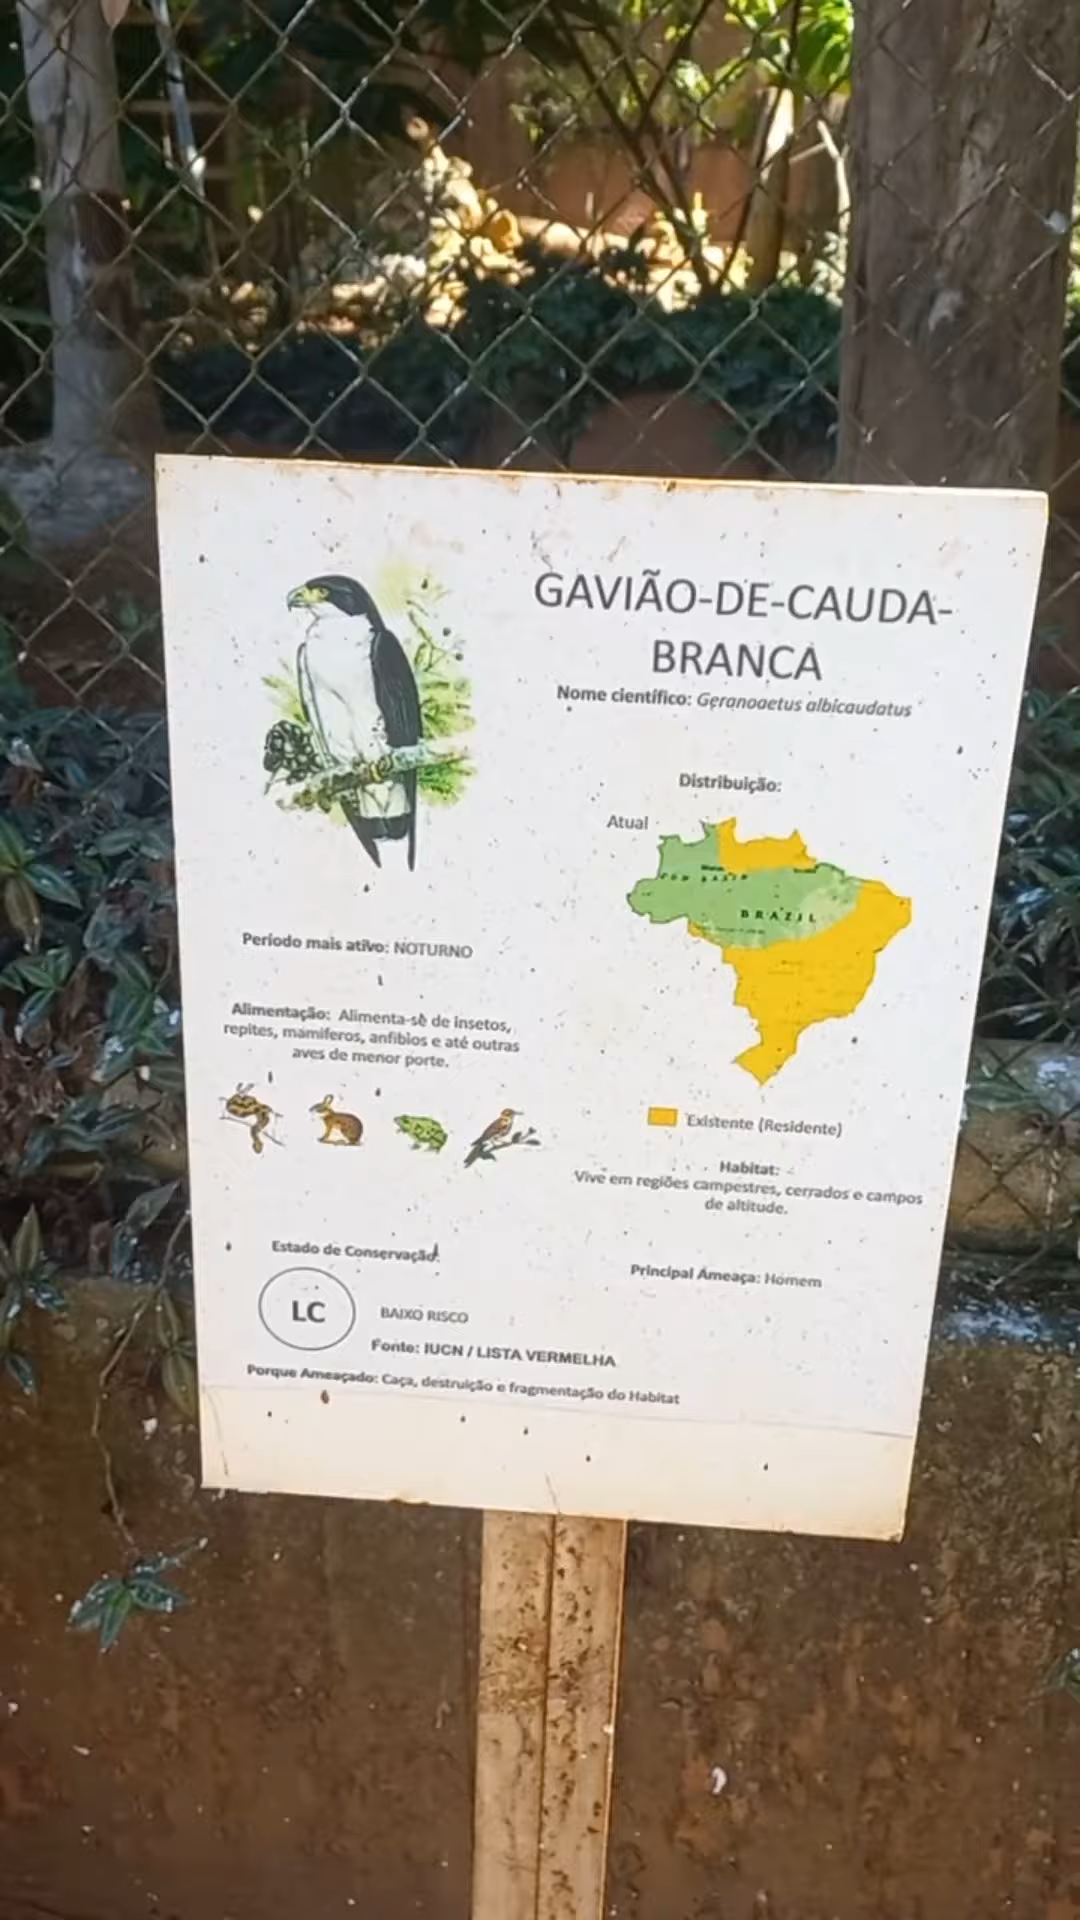 GAVIÃO-DE-CAUDA-
BRANCA
Nome científico: Geranoaetus albicaudatus
Distribuição:
Atual
BRAZIL
Período mais ativo: NOTURNO
Alimentação: Alimenta-se de insetos,
repites, mamíferos, anfíbios e até outras
aves de menor porte.
Existente (Residente)
Habitat:
Vive em regiões campestres, cerrados e campos
de altitude.
Estado de Conservação:
LC
BAIXO RISCO
Principal Ameaça: Homem
Fonte: IUCN / LISTA VERMELHA
Porque Ameaçado: Caça, destruição e fragmentação do Habitat